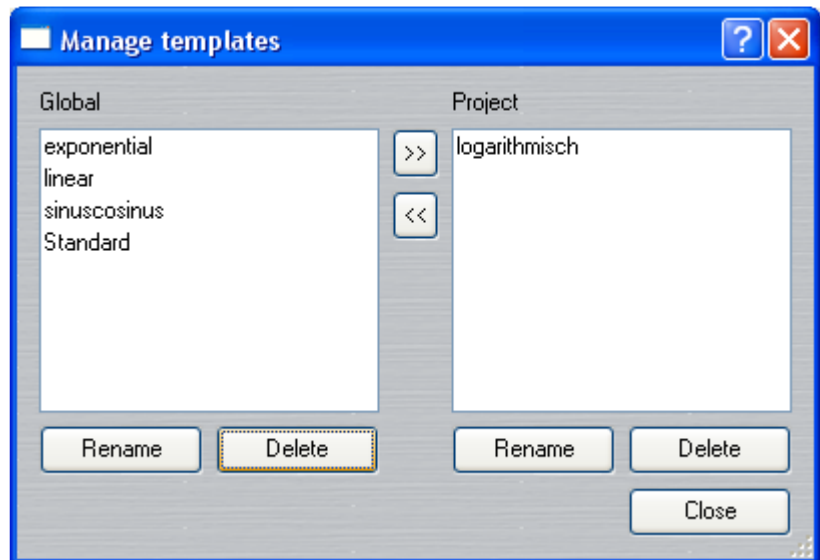 Manage templates
Global
Project
exponential
linear
sinuscosinus
Standard
>>
<<
logarithmisch
Rename
Delete
Rename
Delete
Close